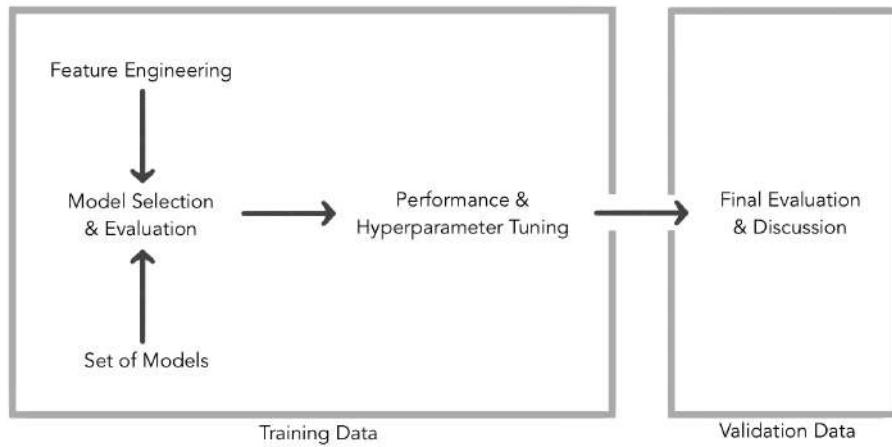 Feature Engineering
Model Selection
& Evaluation
Performance &
Hyperparameter Tuning
Final Evaluation
& Discussion
Set of Models
Training Data
Validation Data